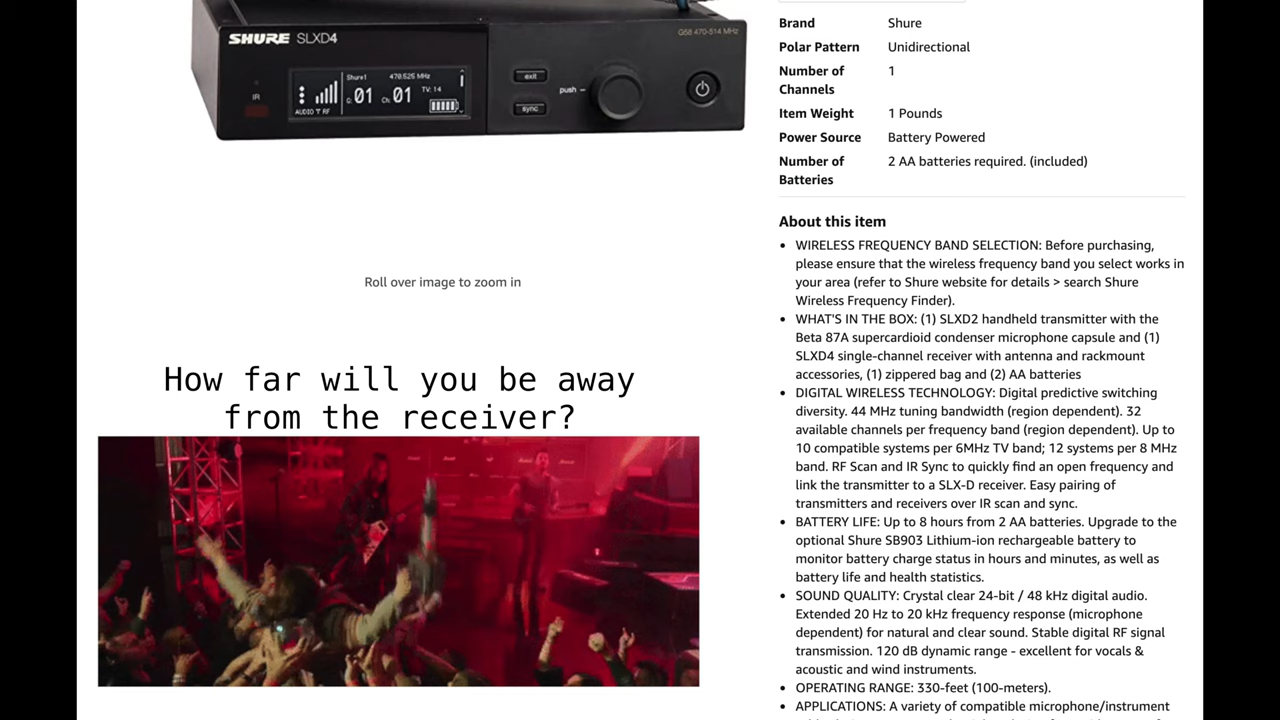 SHURE SLXD4
G58 470-514 MHz
IR
Shure1 470.525 MHz
G: 01 Ch: 01 TV: 14
AUDIO RF
exit
sync
push
Roll over image to zoom in
How far will you be away
from the receiver?
Brand Shure
Polar Pattern Unidirectional
Number of 1
Channels
Item Weight 1 Pounds
Power Source Battery Powered
Number of 2 AA batteries required. (included)
Batteries
About this item
• WIRELESS FREQUENCY BAND SELECTION: Before purchasing,
please ensure that the wireless frequency band you select works in
your area (refer to Shure website for details > search Shure
Wireless Frequency Finder).
• WHAT'S IN THE BOX: (1) SLXD2 handheld transmitter with the
Beta 87A supercardioid condenser microphone capsule and (1)
SLXD4 single-channel receiver with antenna and rackmount
accessories, (1) zippered bag and (2) AA batteries
• DIGITAL WIRELESS TECHNOLOGY: Digital predictive switching
diversity. 44 MHz tuning bandwidth (region dependent). 32
available channels per frequency band (region dependent). Up to
10 compatible systems per 6MHz TV band; 12 systems per 8 MHz
band. RF Scan and IR Sync to quickly find an open frequency and
link the transmitter to a SLX-D receiver. Easy pairing of
transmitters and receivers over IR scan and sync.
• BATTERY LIFE: Up to 8 hours from 2 AA batteries. Upgrade to the
optional Shure SB903 Lithium-ion rechargeable battery to
monitor battery charge status in hours and minutes, as well as
battery life and health statistics.
• SOUND QUALITY: Crystal clear 24-bit / 48 kHz digital audio.
Extended 20 Hz to 20 kHz frequency response (microphone
dependent) for natural and clear sound. Stable digital RF signal
transmission. 120 dB dynamic range - excellent for vocals &
acoustic and wind instruments.
• OPERATING RANGE: 330-feet (100-meters).
• APPLICATIONS: A variety of compatible microphone/instrument